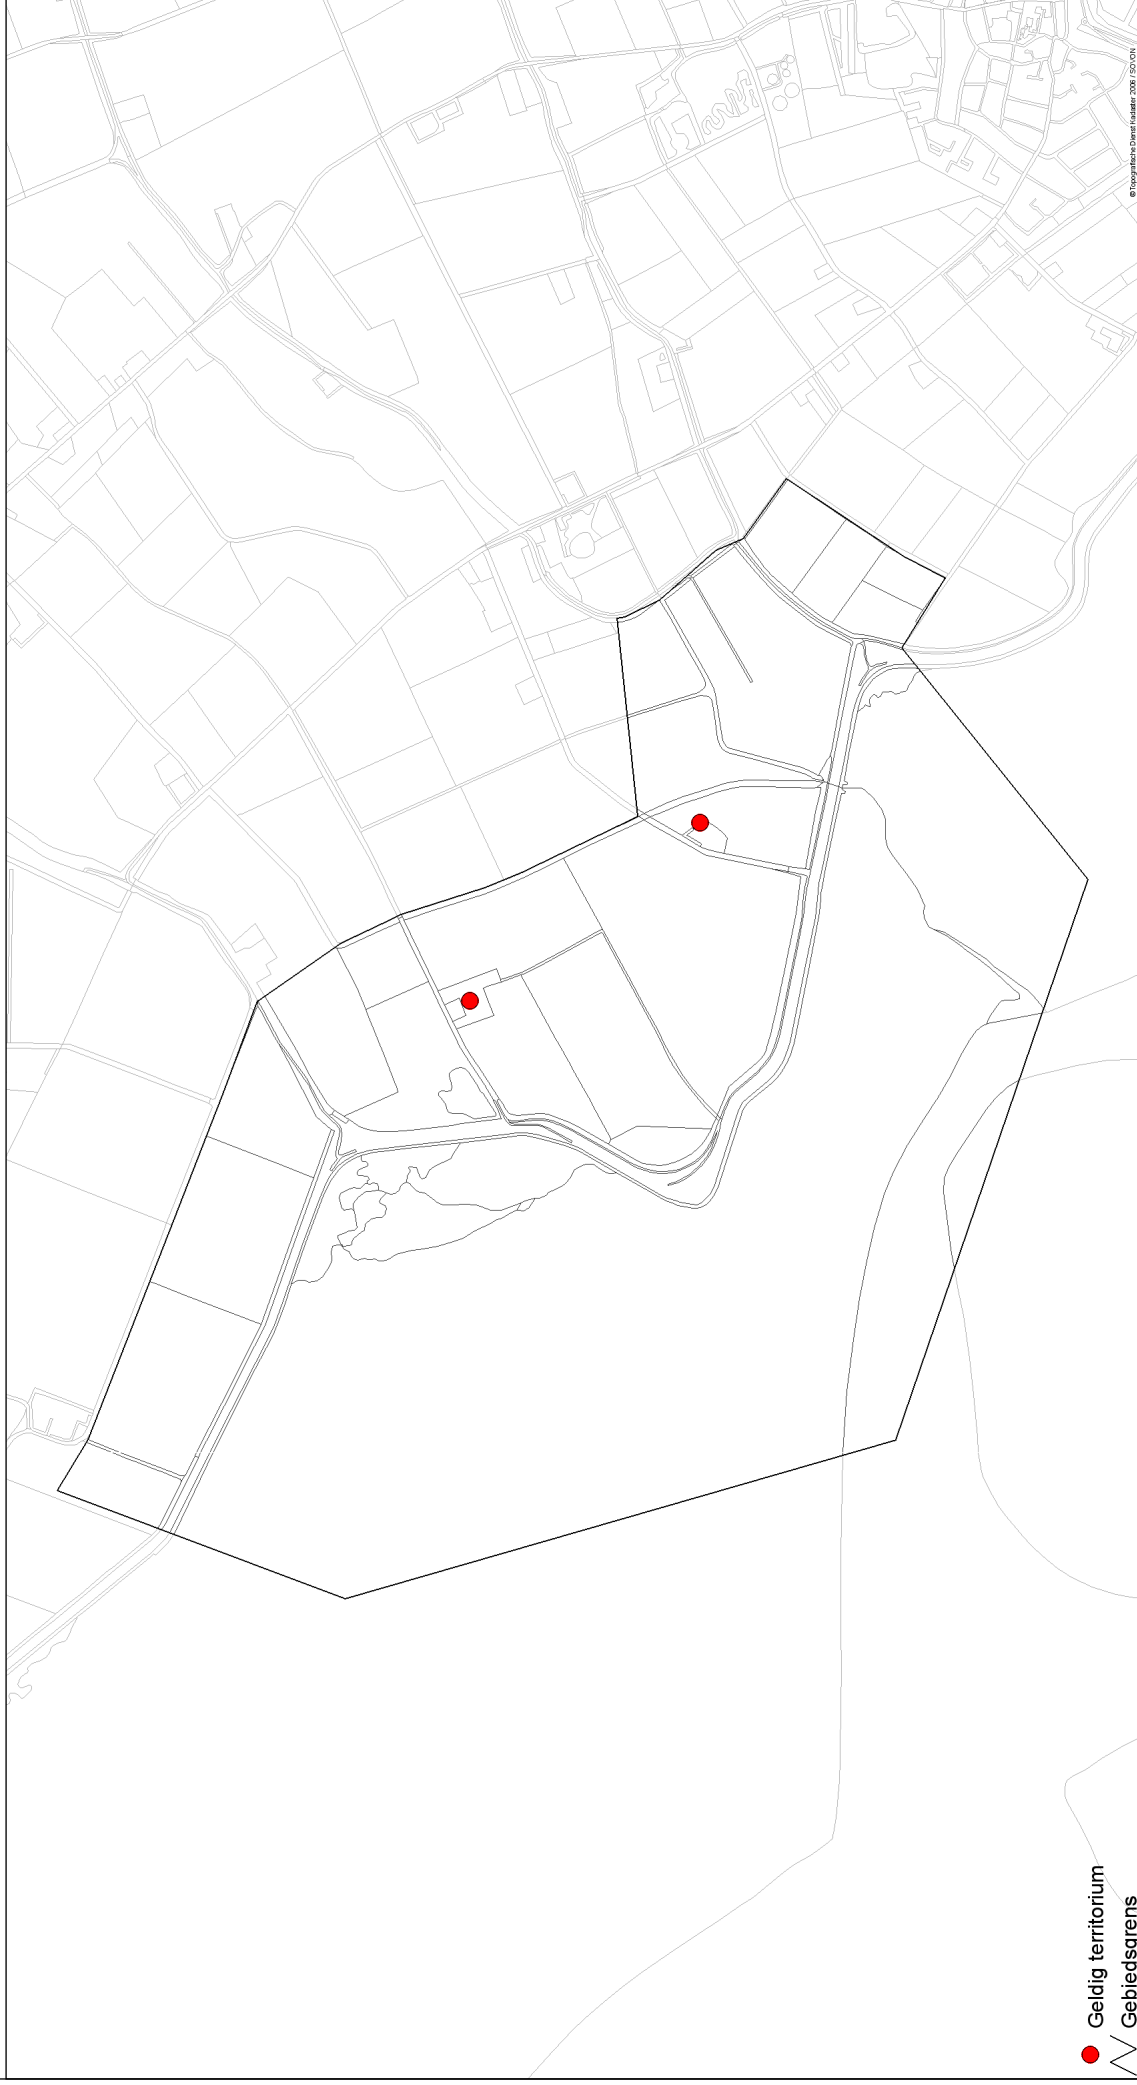 © Topografische Dienst Kadaster 2006 / SOVON
Geldig territorium
Gebiedsgrens